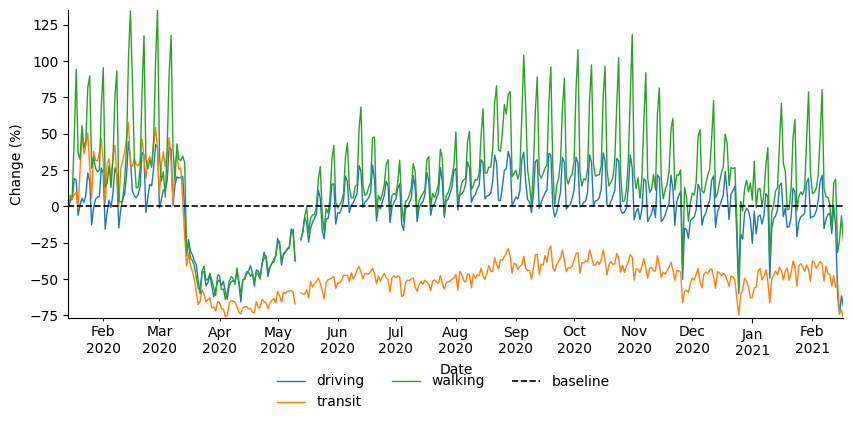 125
100
75
50
25
0
−25
−50
−75
Change (%)
Feb Mar Apr May Jun Jul Aug Sep Oct Nov Dec Jan Feb
2020 2020 2020 2020 2020 2020 2020 2020 2020 2020 2020 2021 2021
Date
driving walking baseline
transit